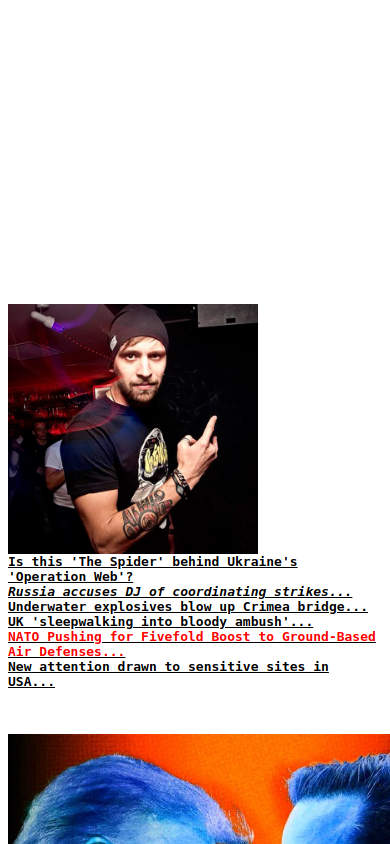 Is this 'The Spider' behind Ukraine's
'Operation Web'?
Russia accuses DJ of coordinating strikes...
Underwater explosives blow up Crimea bridge...
UK 'sleepwalking into bloody ambush'...
NATO Pushing for Fivefold Boost to Ground-Based
Air Defenses...
New attention drawn to sensitive sites in
USA...